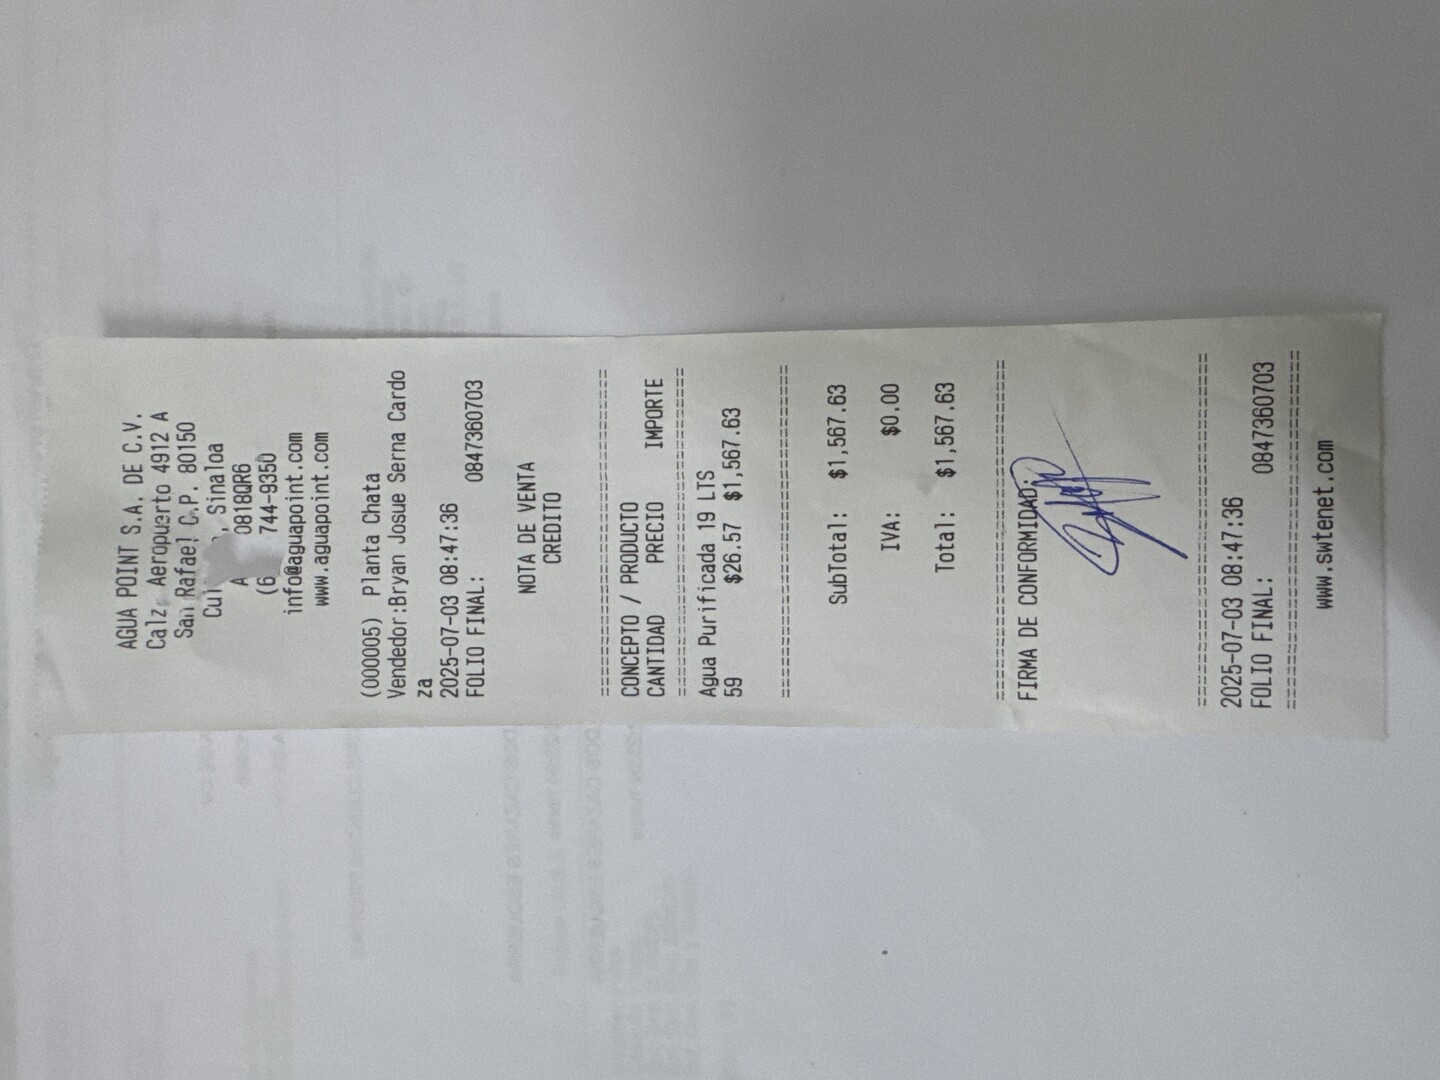 AGUA POINT S.A. DE C.V.
Calz. Aeropuerto 4912 A
San Rafael C.P. 80150
, Sinaloa
0818QR6
744-9350
info@aguapoint.com
www.aguapoint.com
(000005) Planta Chata
Vendedor:Bryan Josue Serna Cardo
za
2025-07-03 08:47:36
FOLIO FINAL: 0847360703
NOTA DE VENTA
CREDITO
================================
CONCEPTO / PRODUCTO
CANTIDAD PRECIO IMPORTE
================================
Agua Purificada 19 LTS
59 $26.57 $1,567.63
================================
SubTotal: $1,567.63
IVA: $0.00
Total: $1,567.63
================================
FIRMA DE CONFORMIDAD:
================================
2025-07-03 08:47:36
FOLIO FINAL: 0847360703
================================
www.swtenet.com